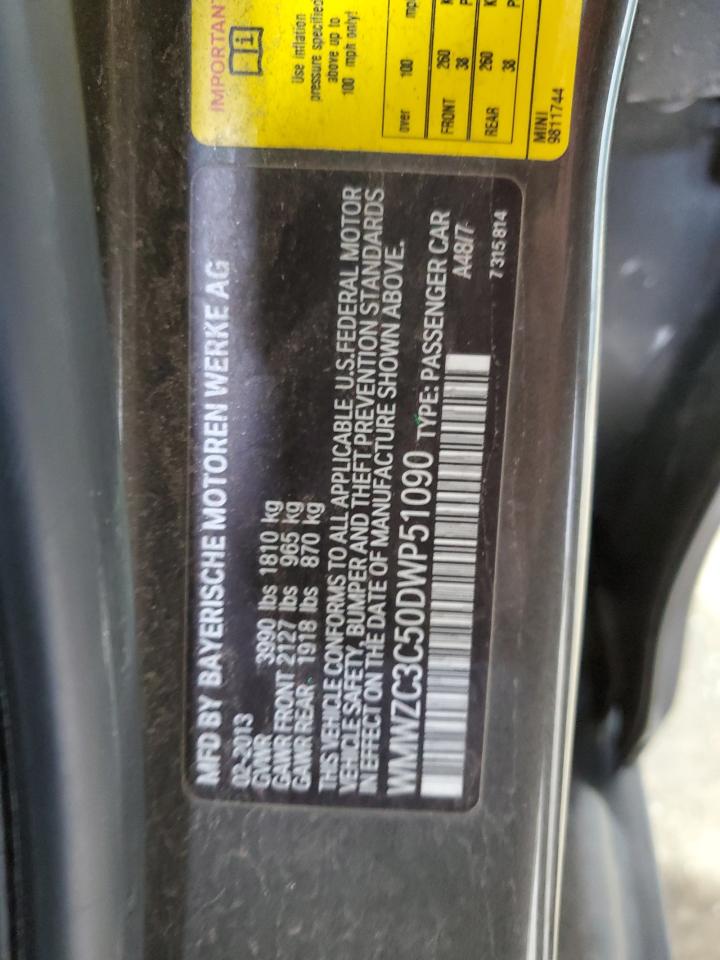 IMPORTANT
Use inflation
pressure specified
above up to
100 mph only!
over 100 mp
FRONT 260 K
38 P
REAR 260 K
38 P
MINI
9811744
MFD BY BAYERISCHE MOTOREN WERKE AG
02-2013
GVWR 3990 lbs 1810 kg
GAWR FRONT 2127 lbs 965 kg
GAWR REAR 1918 lbs 870 kg
THIS VEHICLE CONFORMS TO ALL APPLICABLE U.S.FEDERAL MOTOR
VEHICLE SAFETY, BUMPER AND THEFT PREVENTION STANDARDS
IN EFFECT ON THE DATE OF MANUFACTURE SHOWN ABOVE.
WMWZC3C50DWP51090 TYPE: PASSENGER CAR
A48/7
7 315 814